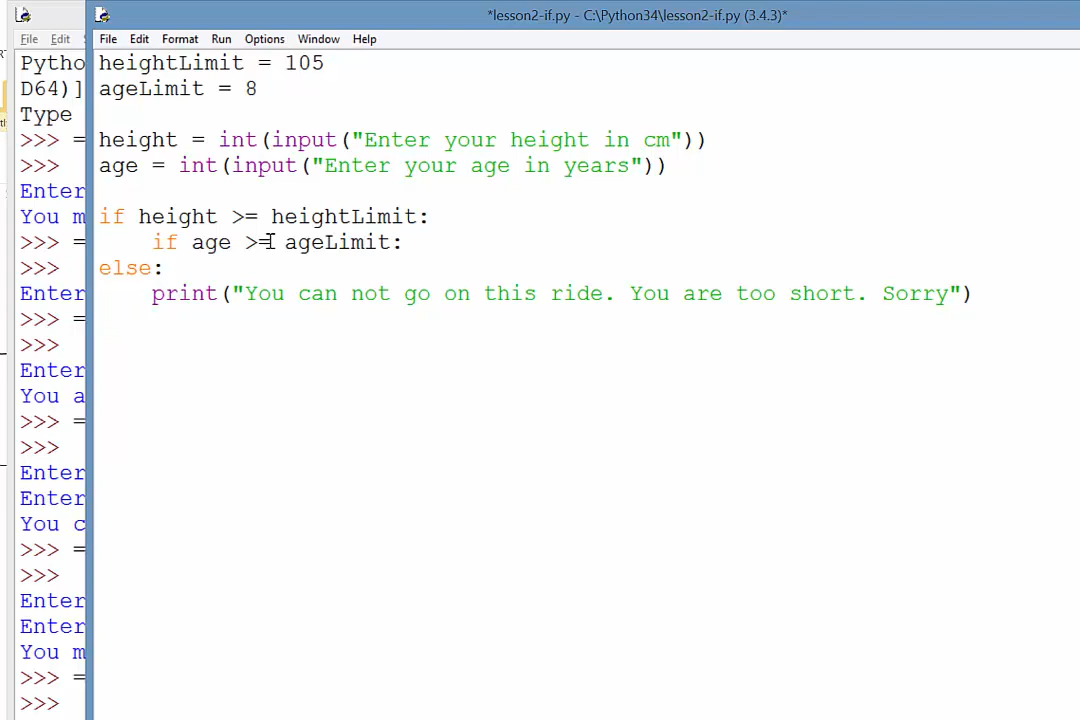 *lesson2-if.py - C:\Python34\lesson2-if.py (3.4.3)*
File Edit
File Edit Format Run Options Window Help
Pytho
D64)]
Type
>>> =
>>>
Enter
You m
>>> =
>>>
Enter
>>> =
>>>
Enter
You a
>>> =
>>>
Enter
Enter
You c
>>> =
>>>
Enter
Enter
You m
>>> =
>>>
heightLimit = 105
ageLimit = 8
height = int(input("Enter your height in cm"))
age = int(input("Enter your age in years"))
if height >= heightLimit:
    if age >= ageLimit:
else:
    print("You can not go on this ride. You are too short. Sorry")